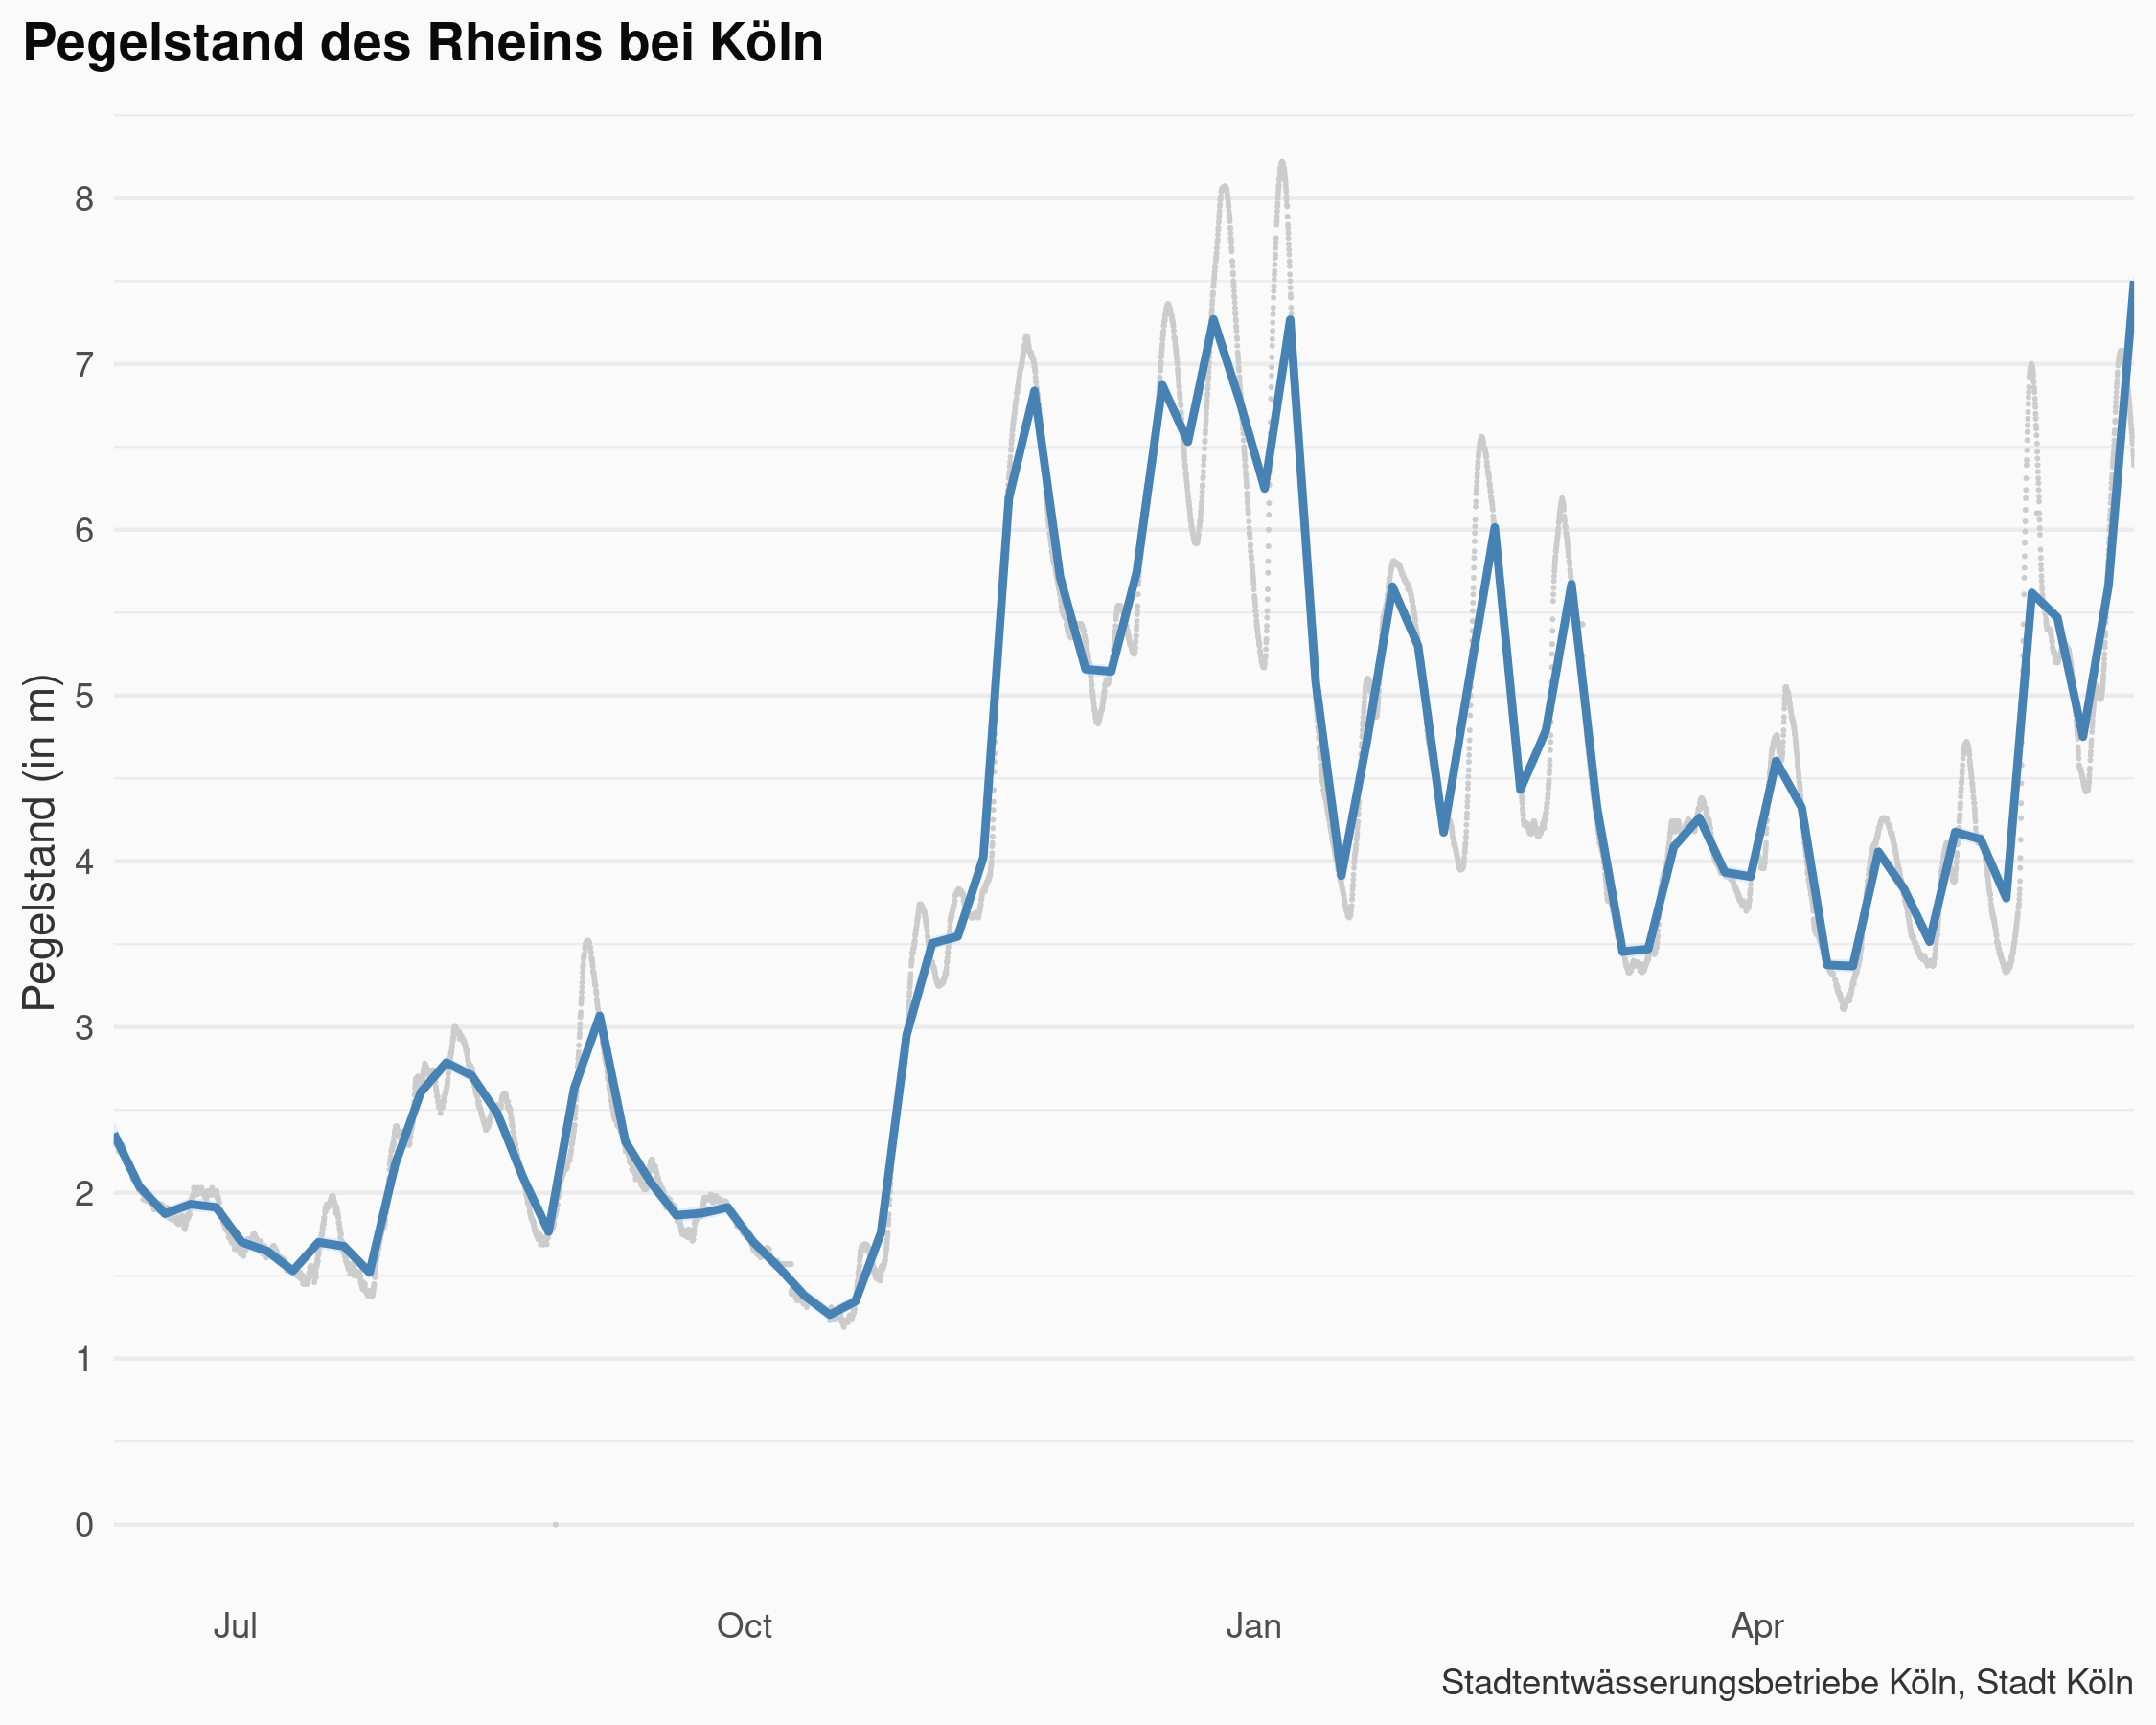 Pegelstand des Rheins bei Köln
Pegelstand (in m)
8
7
6
5
4
3
2
1
0
Jul Oct Jan Apr
Stadtentwässerungsbetriebe Köln, Stadt Köln